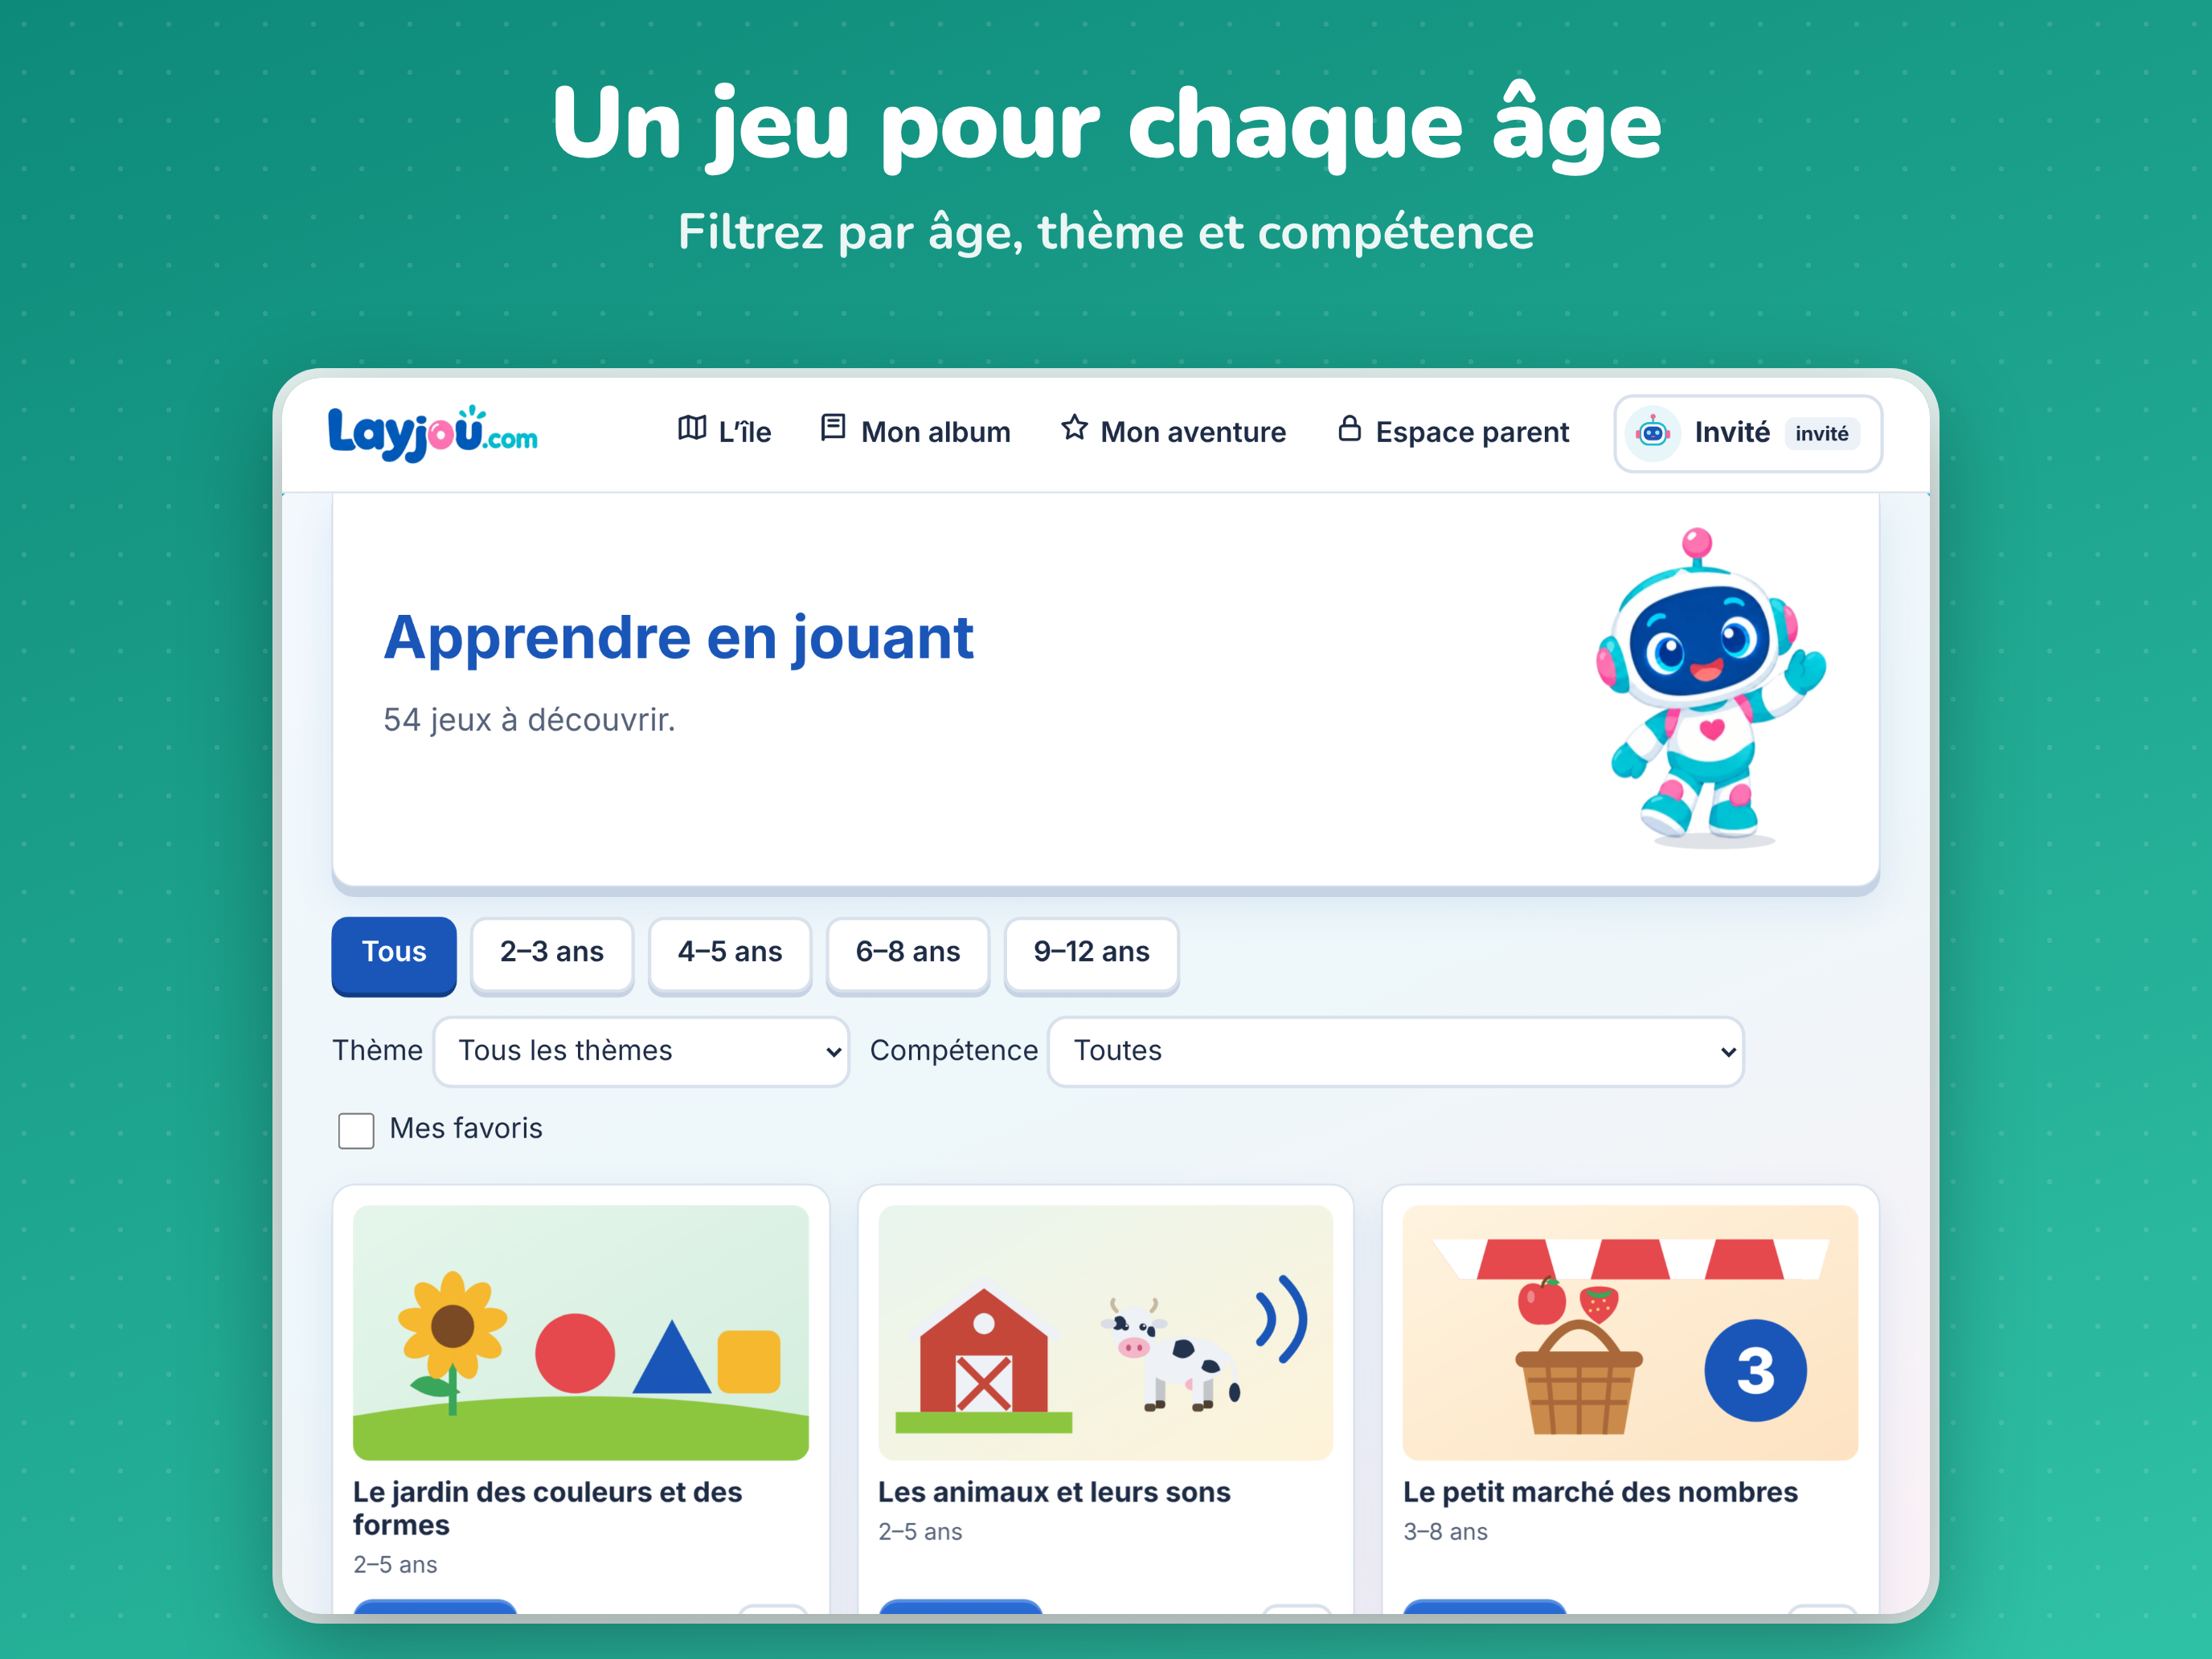 Un jeu pour chaque âge
Filtrez par âge, thème et compétence
Layjou.com
L'île
Mon album
Mon aventure
Espace parent
Invité
invité
Apprendre en jouant
54 jeux à découvrir.
Tous
2–3 ans
4–5 ans
6–8 ans
9–12 ans
Thème
Tous les thèmes
Compétence
Toutes
Mes favoris
3
Le jardin des couleurs et des
formes
2–5 ans
Les animaux et leurs sons
2–5 ans
Le petit marché des nombres
3–8 ans